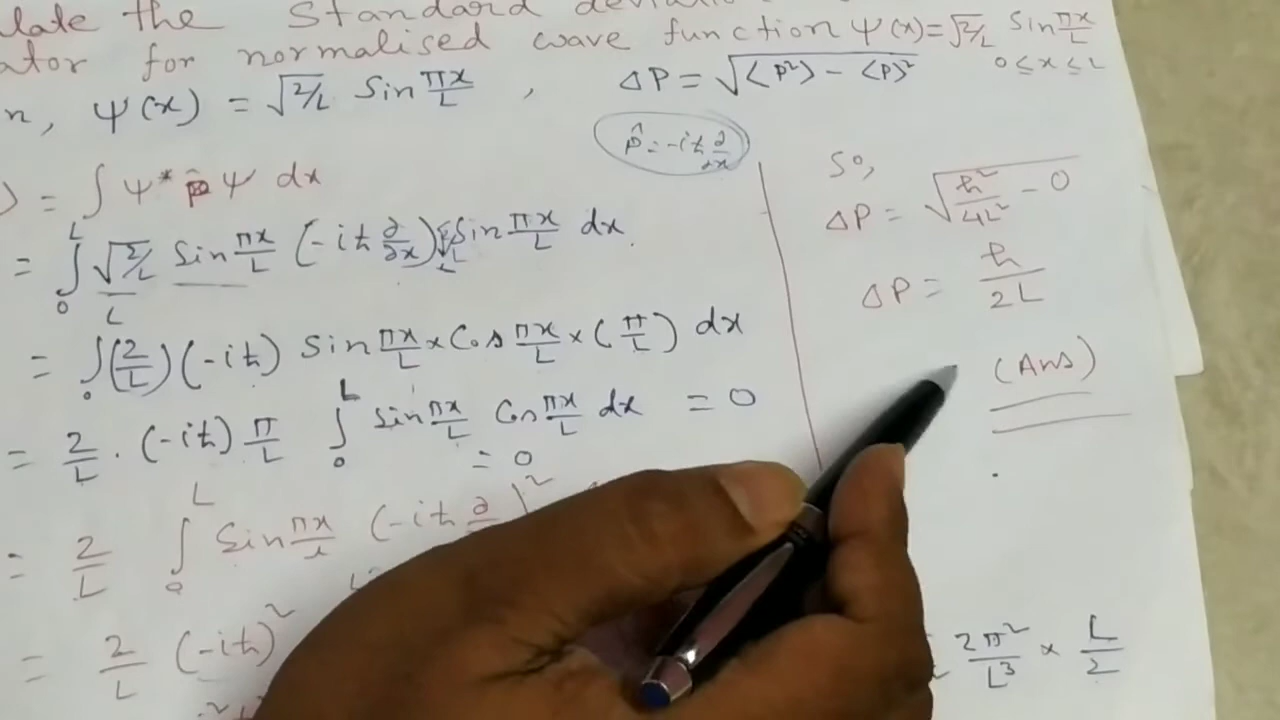 late the Standard deviati
ator for normalised wave function Ψ(x)=√2/L Sin πx/L
0≤x≤L
n, Ψ(x) = √2/L Sin πx/L , ΔP = √⟨P²⟩ - ⟨P⟩²
p̂ = -iħ ∂/∂x
) = ∫ Ψ* p̂ Ψ dx
= ∫₀ᴸ √2/L Sin πx/L (-iħ ∂/∂x) Sin πx/L dx.
= ∫₀ (2/L) (-iħ) Sin πx/L × Cos πx/L × (π/L) dx
= 2/L . (-iħ) π/L ∫₀ᴸ Sin πx/L Cos πx/L dx = 0
= 0
= 2/L ∫₀ᴸ Sin πx/L (-iħ ∂/
= 2/L (-iħ)²
2π²/L³ × L/2
So,
ΔP = √ħ²/4L² - 0
ΔP = ħ/2L
(Ans)